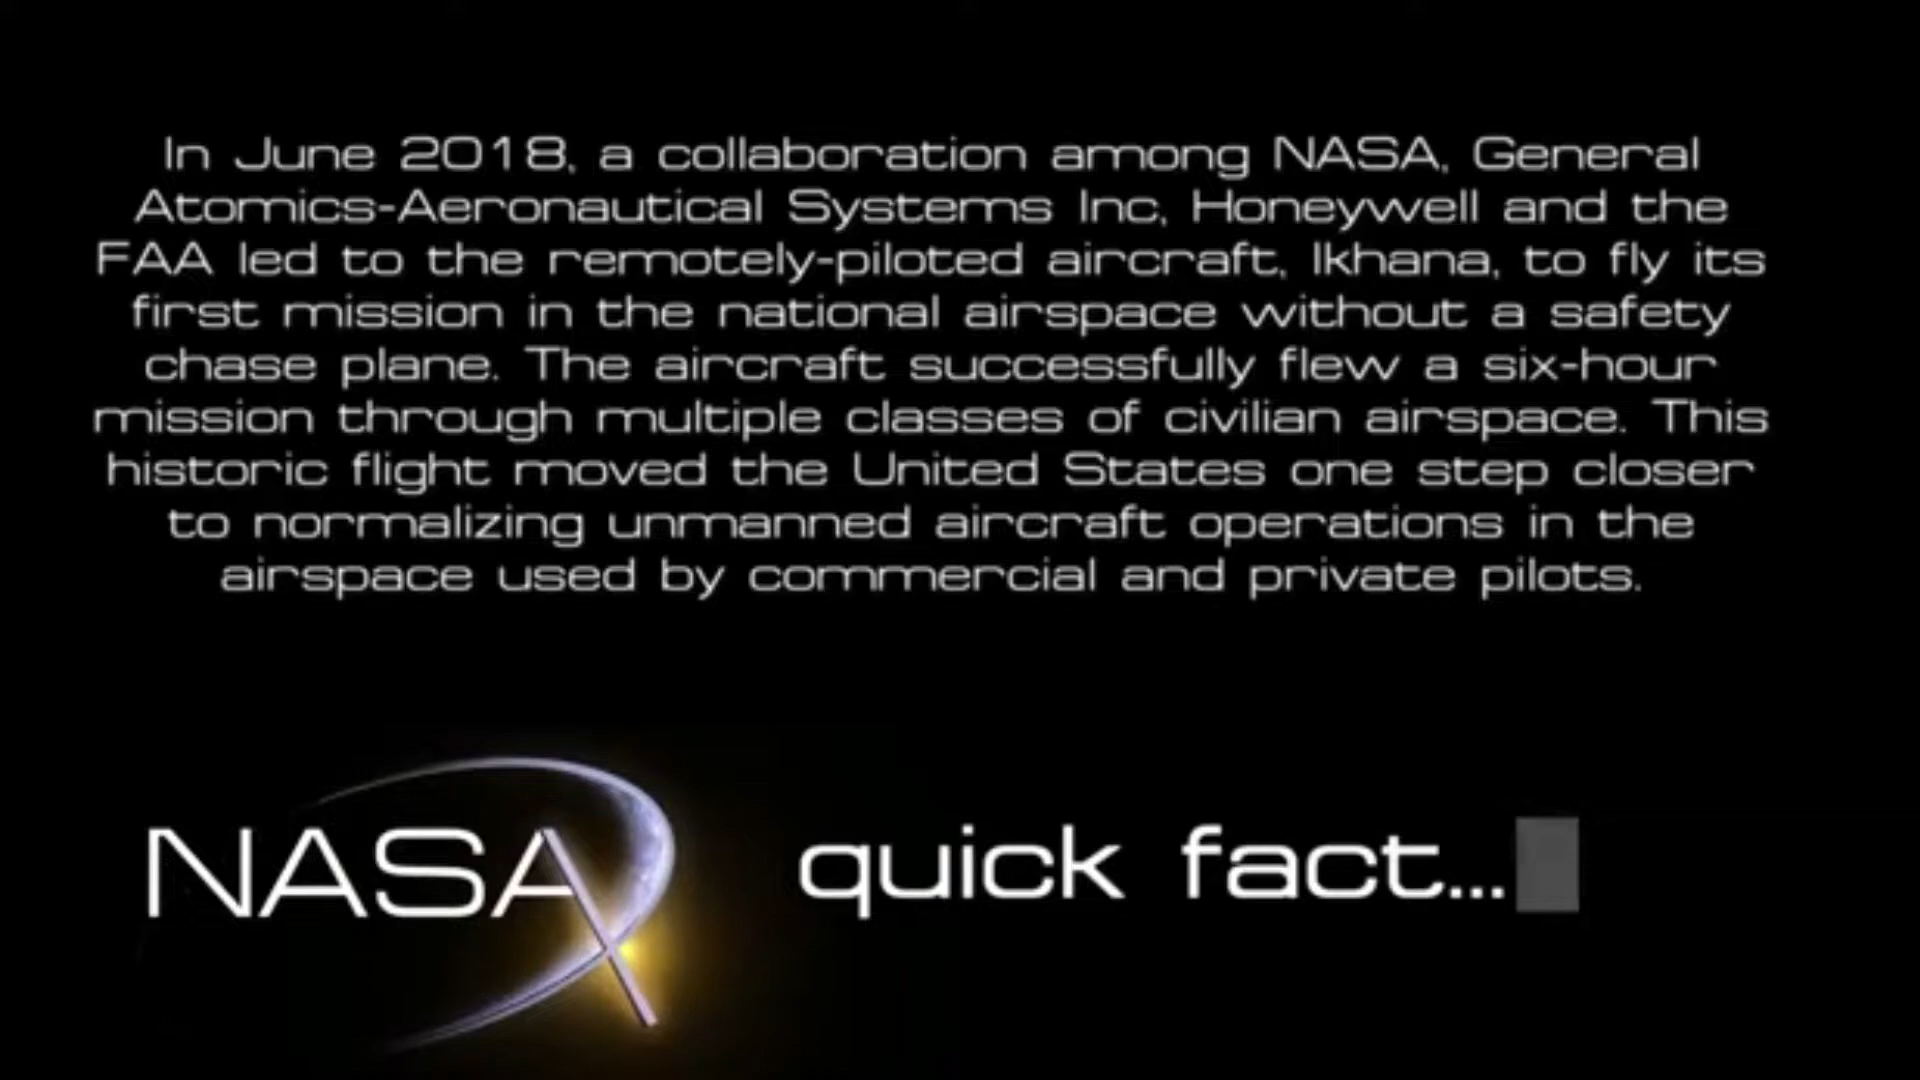 In June 2018, a collaboration among NASA, General
Atomics-Aeronautical Systems Inc, Honeywell and the
FAA led to the remotely-piloted aircraft, Ikhana, to fly its
first mission in the national airspace without a safety
chase plane. The aircraft successfully flew a six-hour
mission through multiple classes of civilian airspace. This
historic flight moved the United States one step closer
to normalizing unmanned aircraft operations in the
airspace used by commercial and private pilots.
NASA quick fact...